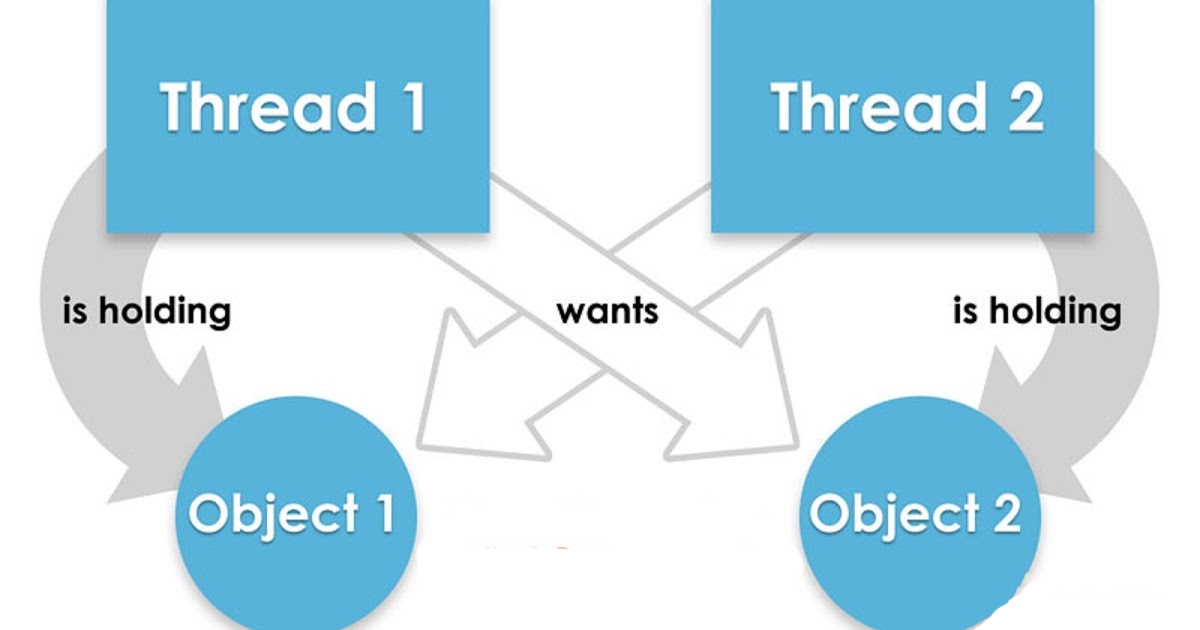 Thread 1
Thread 2
is holding
wants
is holding
Object 1
Object 2